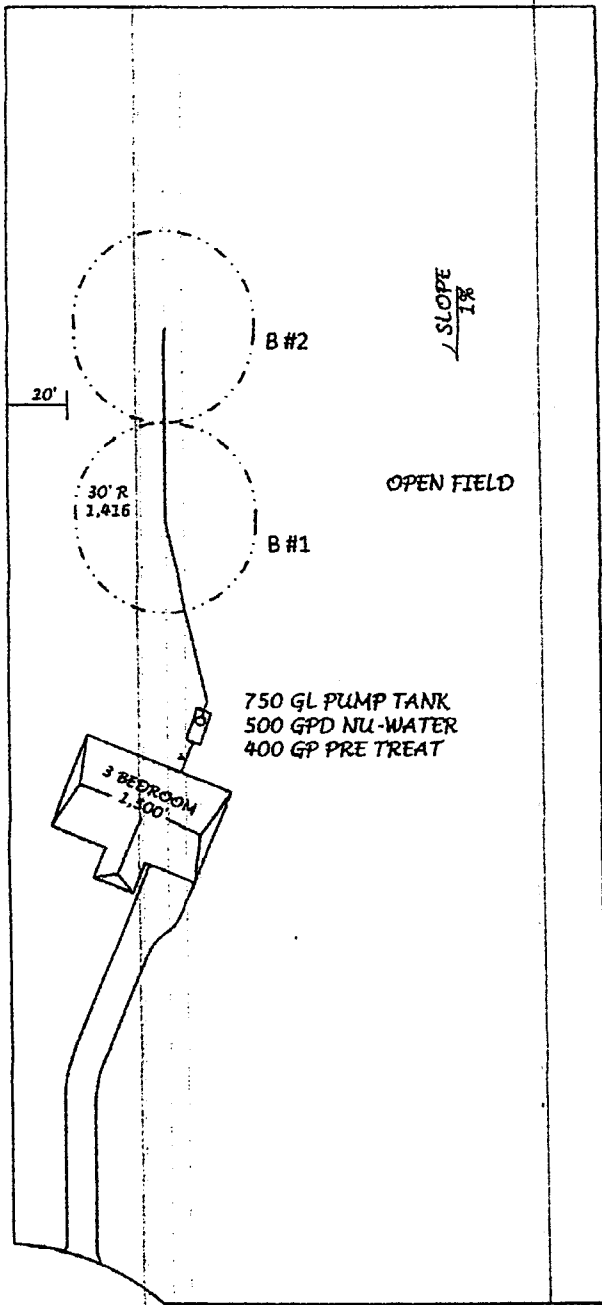 SLOPE
1%
B #2
20'
30' R
1,416
OPEN FIELD
B #1
750 GL PUMP TANK
500 GPD NU-WATER
400 GP PRE TREAT
3 BEDROOM
1,500'